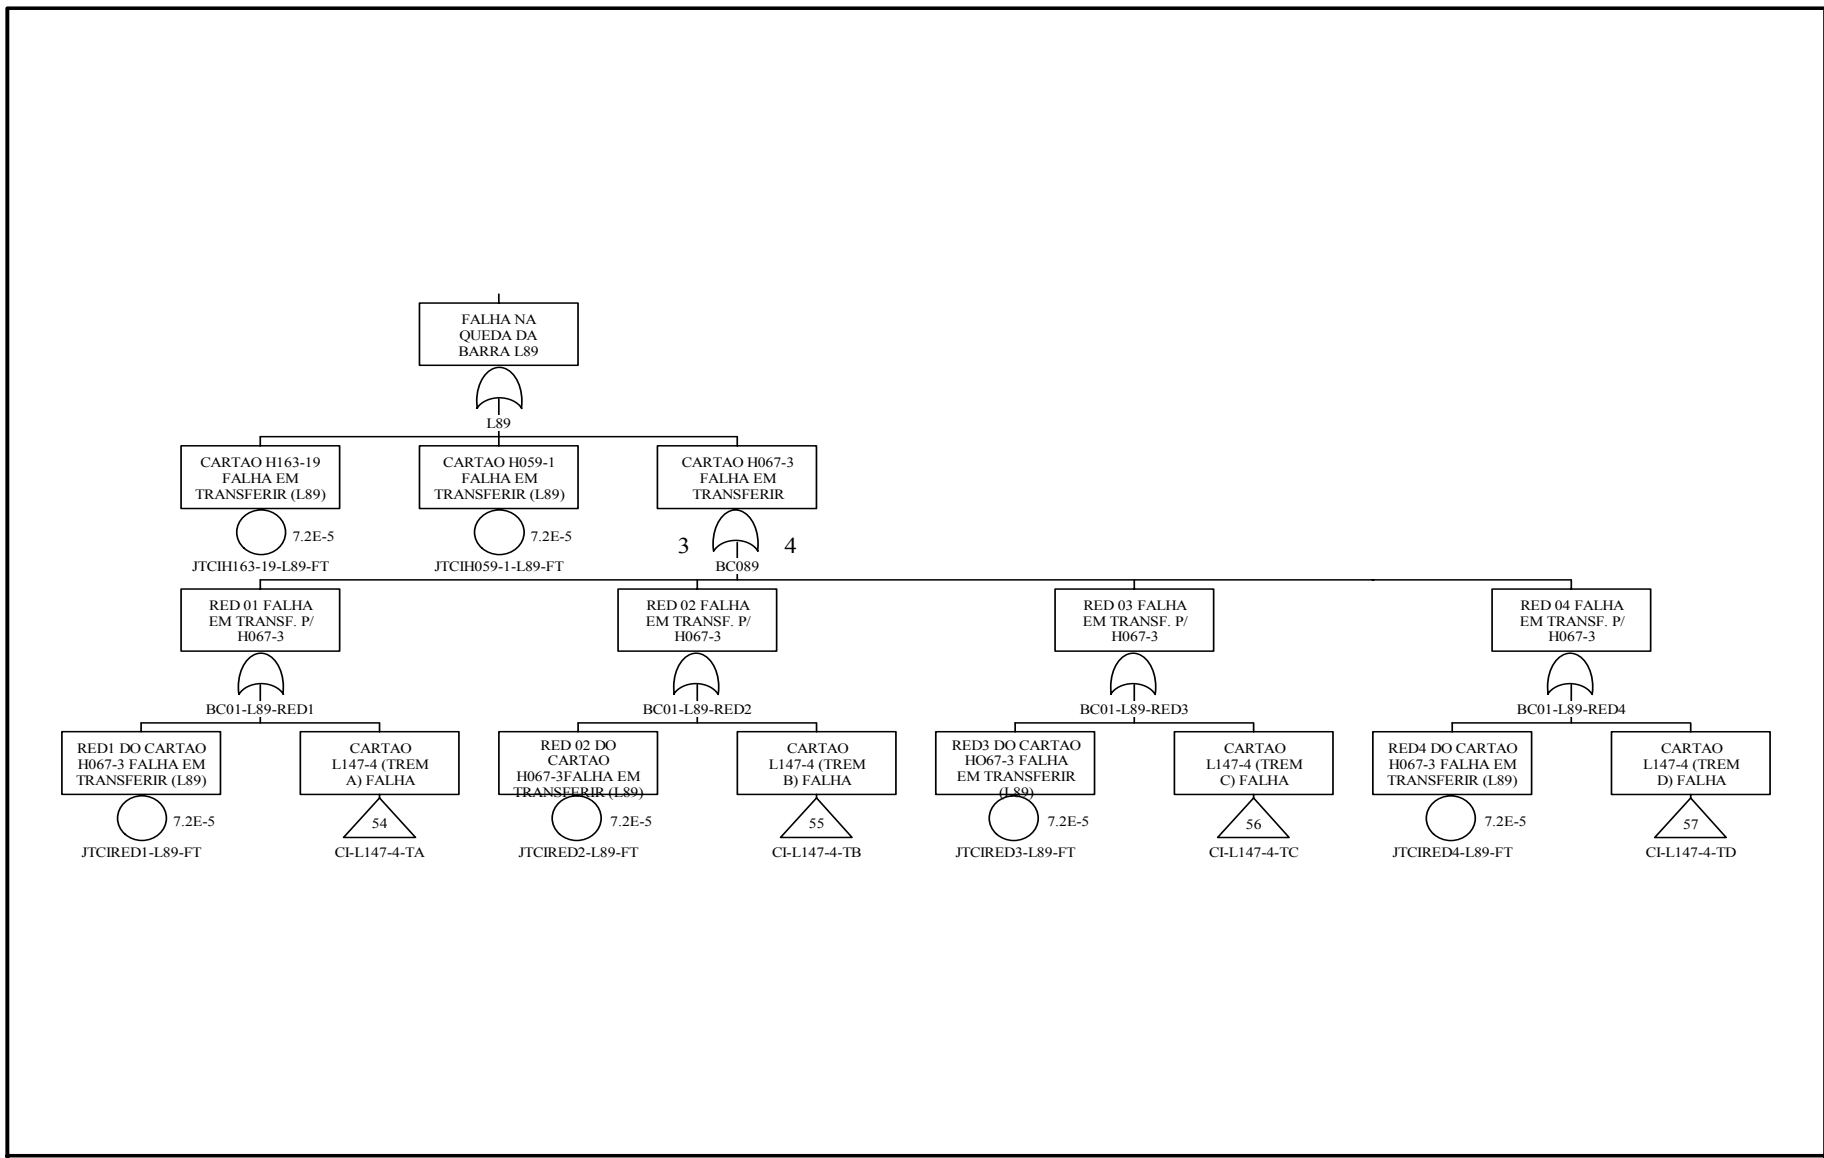 FALHA NA
QUEDA DA
BARRA L89
L89
CARTAO H163-19
FALHA EM
TRANSFERIR (L89)
7.2E-5
JTCIH163-19-L89-FT
CARTAO H059-1
FALHA EM
TRANSFERIR (L89)
7.2E-5
JTCIH059-1-L89-FT
CARTAO H067-3
FALHA EM
TRANSFERIR
3
4
BC089
RED 01 FALHA
EM TRANSF. P/
H067-3
BC01-L89-RED1
RED 02 FALHA
EM TRANSF. P/
H067-3
BC01-L89-RED2
RED 03 FALHA
EM TRANSF. P/
H067-3
BC01-L89-RED3
RED 04 FALHA
EM TRANSF. P/
H067-3
BC01-L89-RED4
RED1 DO CARTAO
H067-3 FALHA EM
TRANSFERIR (L89)
7.2E-5
JTCIRED1-L89-FT
CARTAO
L147-4 (TREM
A) FALHA
54
CI-L147-4-TA
RED 02 DO
CARTAO
H067-3FALHA EM
TRANSFERIR (L89)
7.2E-5
JTCIRED2-L89-FT
CARTAO
L147-4 (TREM
B) FALHA
55
CI-L147-4-TB
RED3 DO CARTAO
HO67-3 FALHA
EM TRANSFERIR
(L89)
7.2E-5
JTCIRED3-L89-FT
CARTAO
L147-4 (TREM
C) FALHA
56
CI-L147-4-TC
RED4 DO CARTAO
H067-3 FALHA EM
TRANSFERIR (L89)
7.2E-5
JTCIRED4-L89-FT
CARTAO
L147-4 (TREM
D) FALHA
57
CI-L147-4-TD